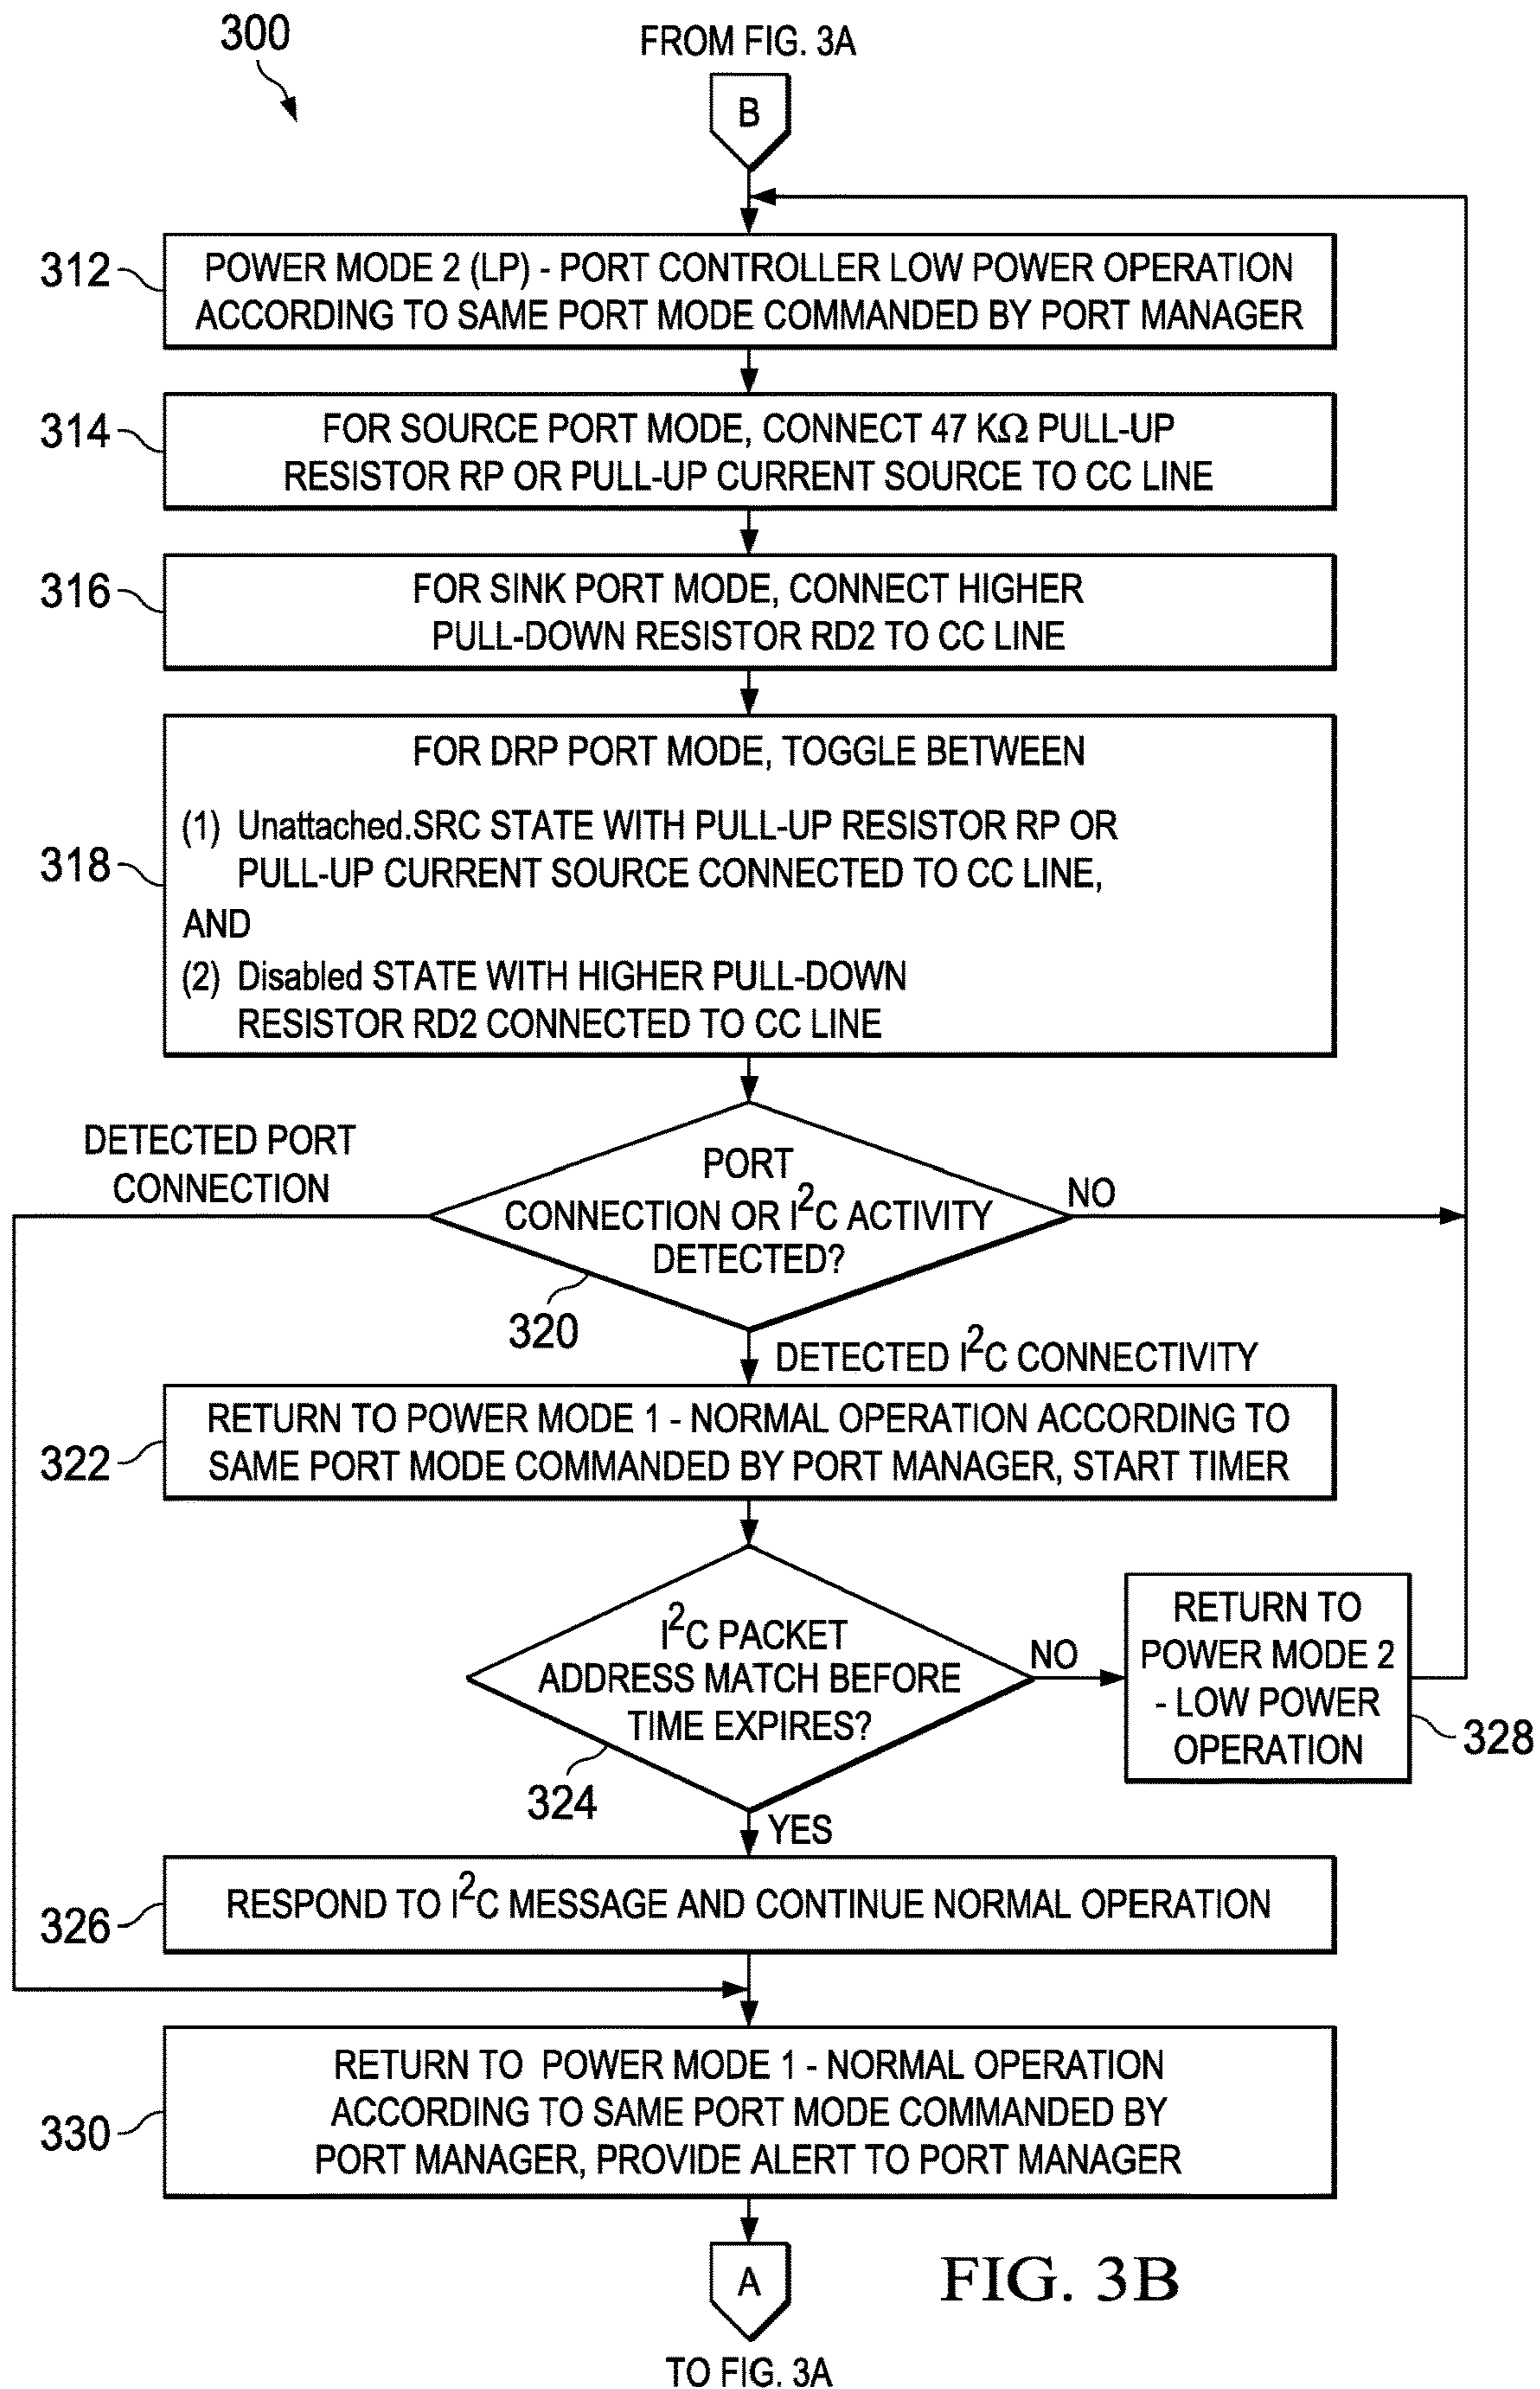 300
FROM FIG. 3A
B
312
POWER MODE 2 (LP) - PORT CONTROLLER LOW POWER OPERATION
ACCORDING TO SAME PORT MODE COMMANDED BY PORT MANAGER
314
FOR SOURCE PORT MODE, CONNECT 47 KΩ PULL-UP
RESISTOR RP OR PULL-UP CURRENT SOURCE TO CC LINE
316
FOR SINK PORT MODE, CONNECT HIGHER
PULL-DOWN RESISTOR RD2 TO CC LINE
318
FOR DRP PORT MODE, TOGGLE BETWEEN
(1) Unattached.SRC STATE WITH PULL-UP RESISTOR RP OR
PULL-UP CURRENT SOURCE CONNECTED TO CC LINE,
AND
(2) Disabled STATE WITH HIGHER PULL-DOWN
RESISTOR RD2 CONNECTED TO CC LINE
DETECTED PORT
CONNECTION
PORT
CONNECTION OR I²C ACTIVITY
DETECTED?
NO
320
DETECTED I²C CONNECTIVITY
322
RETURN TO POWER MODE 1 - NORMAL OPERATION ACCORDING TO
SAME PORT MODE COMMANDED BY PORT MANAGER, START TIMER
I²C PACKET
ADDRESS MATCH BEFORE
TIME EXPIRES?
324
NO
RETURN TO
POWER MODE 2
- LOW POWER
OPERATION
328
YES
326
RESPOND TO I²C MESSAGE AND CONTINUE NORMAL OPERATION
330
RETURN TO POWER MODE 1 - NORMAL OPERATION
ACCORDING TO SAME PORT MODE COMMANDED BY
PORT MANAGER, PROVIDE ALERT TO PORT MANAGER
A
TO FIG. 3A
FIG. 3B